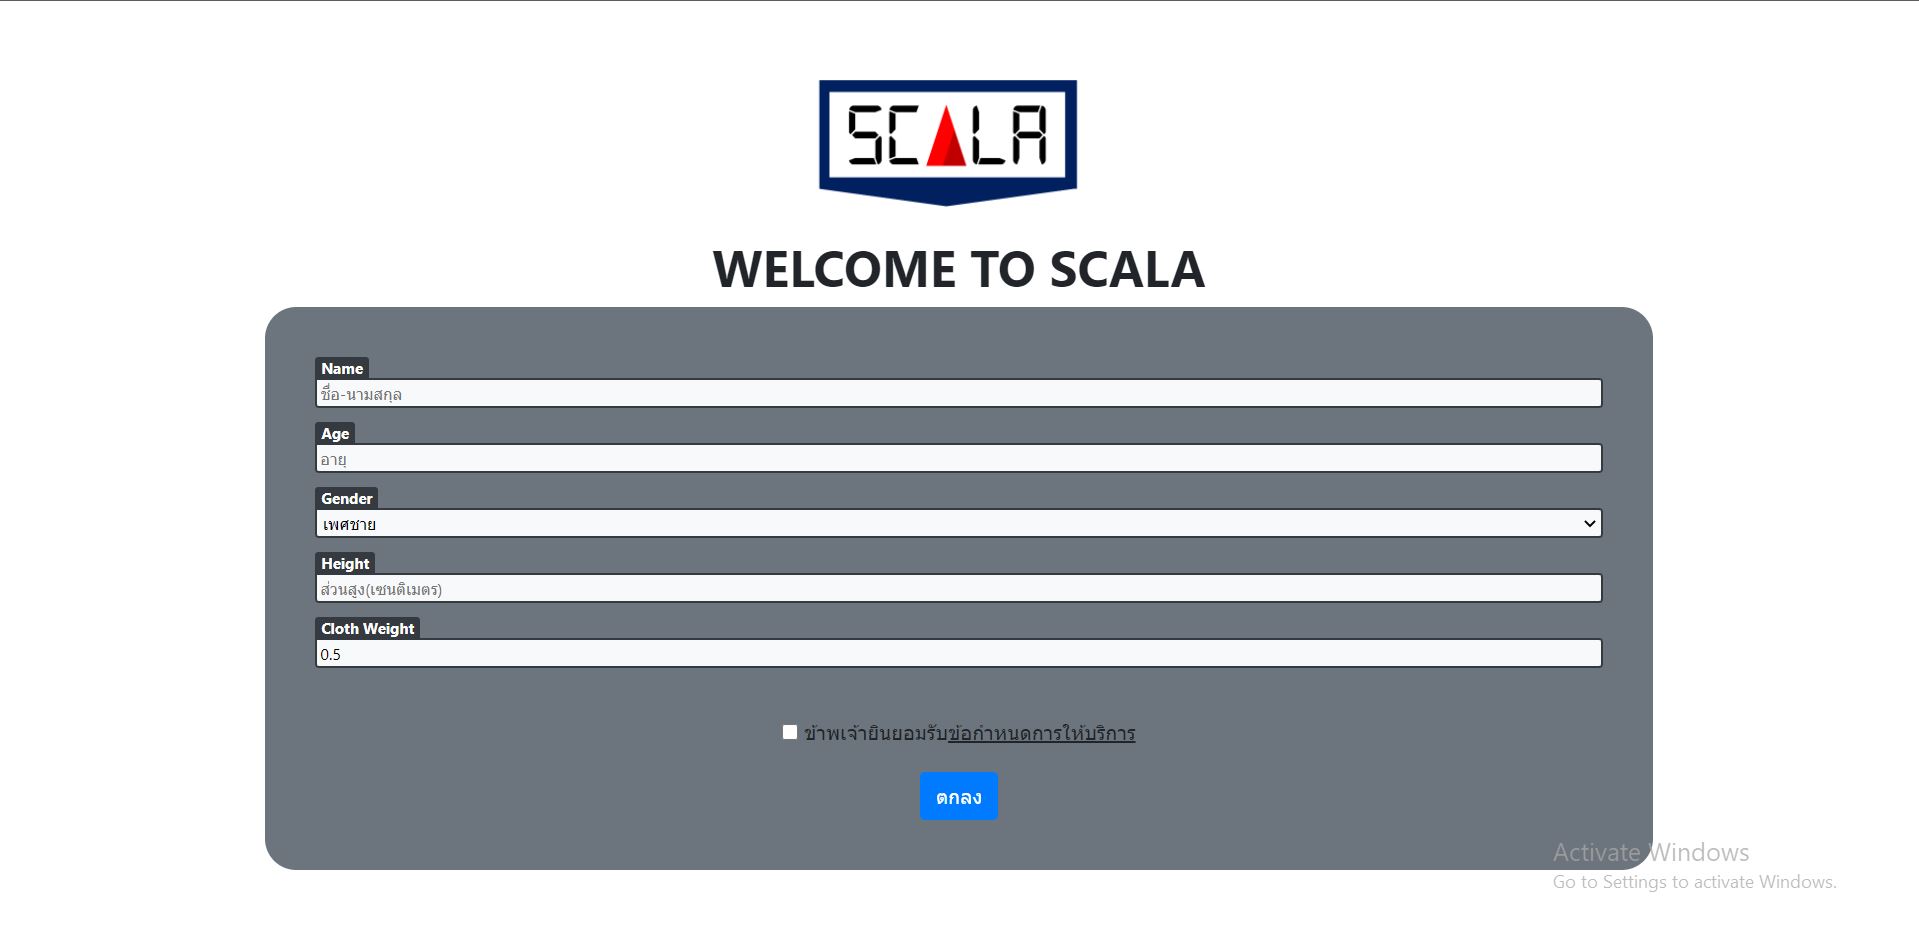 SCALA
WELCOME TO SCALA
Name
ชื่อ-นามสกุล
Age
อายุ
Gender
เพศชาย
Height
ส่วนสูง(เซนติเมตร)
Cloth Weight
0.5
ข้าพเจ้ายินยอมรับข้อกำหนดการให้บริการ
ตกลง
Activate Windows
Go to Settings to activate Windows.